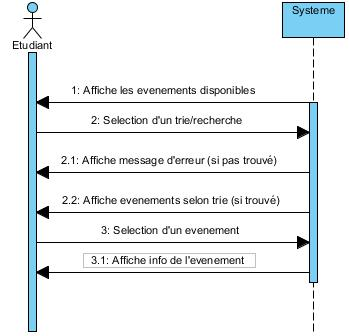 Systeme
Etudiant
1: Affiche les evenements disponibles
2: Selection d'un trie/recherche
2.1: Affiche message d'erreur (si pas trouvé)
2.2: Affiche evenements selon trie (si trouvé)
3: Selection d'un evenement
3.1: Affiche info de l'evenement